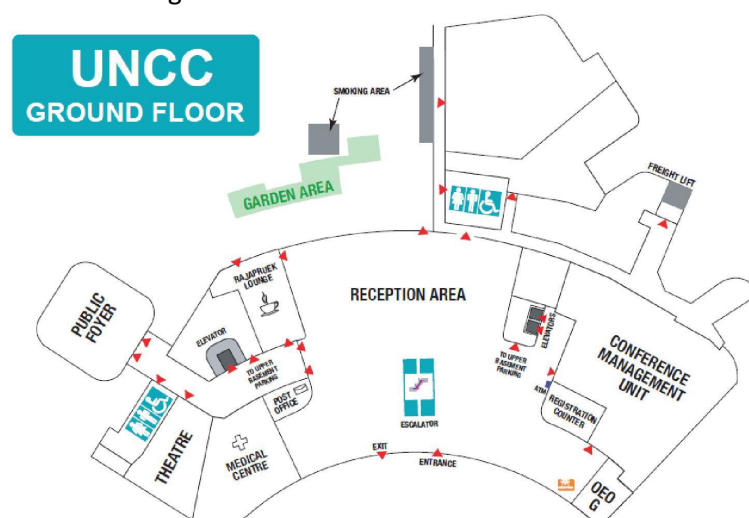 UNCC
GROUND FLOOR
SMOKING AREA
GARDEN AREA
FREIGHT LIFT
RAJAPRUEK
LOUNGE
RECEPTION AREA
PUBLIC
FOYER
ELEVATOR
ELEVATORS
TO UPPER
BASEMENT
PARKING
TO UPPER
BASEMENT
PARKING
CONFERENCE
MANAGEMENT
UNIT
POST
OFFICE
ATM
REGISTRATION
COUNTER
ESCALATOR
THEATRE
MEDICAL
CENTRE
EXIT
ENTRANCE
OEO
G